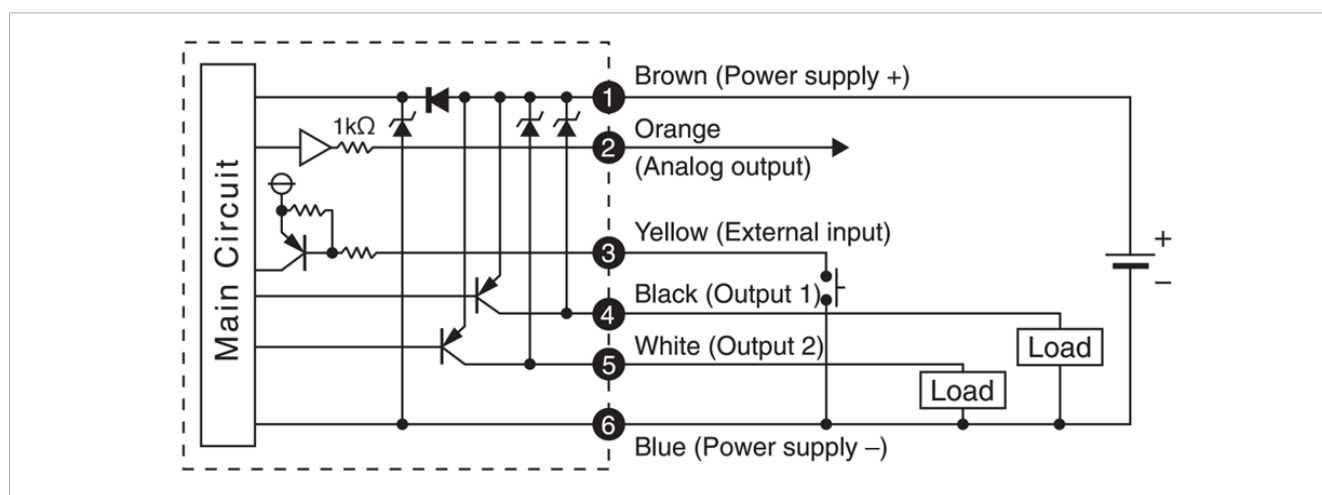 Main Circuit
1kΩ
1
Brown (Power supply +)
2
Orange
(Analog output)
3
Yellow (External input)
4
Black (Output 1)
5
White (Output 2)
6
Blue (Power supply –)
Load
Load
+
–